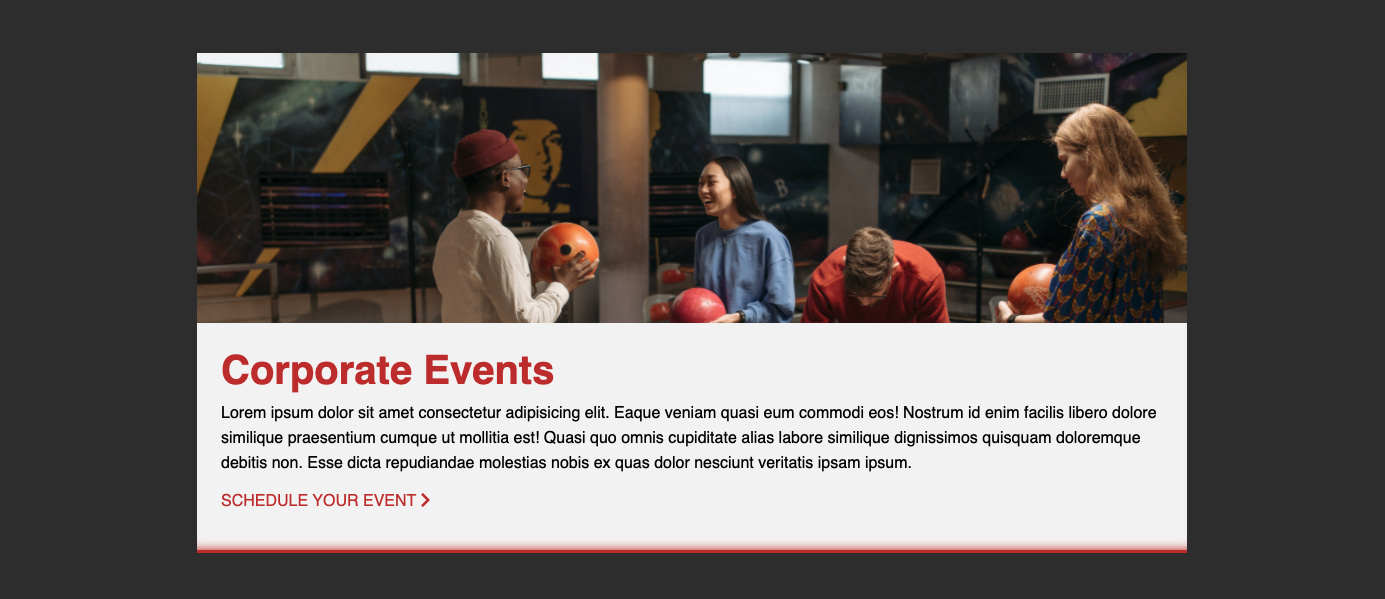 Corporate Events
Lorem ipsum dolor sit amet consectetur adipisicing elit. Eaque veniam quasi eum commodi eos! Nostrum id enim facilis libero dolore
similique praesentium cumque ut mollitia est! Quasi quo omnis cupiditate alias labore similique dignissimos quisquam doloremque
debitis non. Esse dicta repudiandae molestias nobis ex quas dolor nesciunt veritatis ipsam ipsum.
SCHEDULE YOUR EVENT